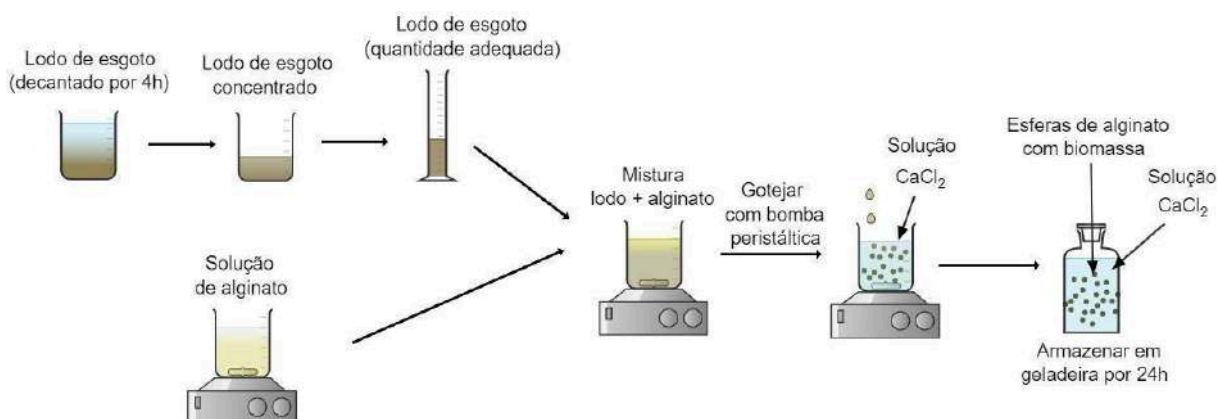 Lodo de esgoto
(decantado por 4h)
Lodo de esgoto
concentrado
Lodo de esgoto
(quantidade adequada)
Solução
de alginato
Mistura
lodo + alginato
Gotejar
com bomba
peristáltica
Solução
CaCl₂
Esferas de alginato
com biomassa
Solução
CaCl₂
Armazenar em
geladeira por 24h